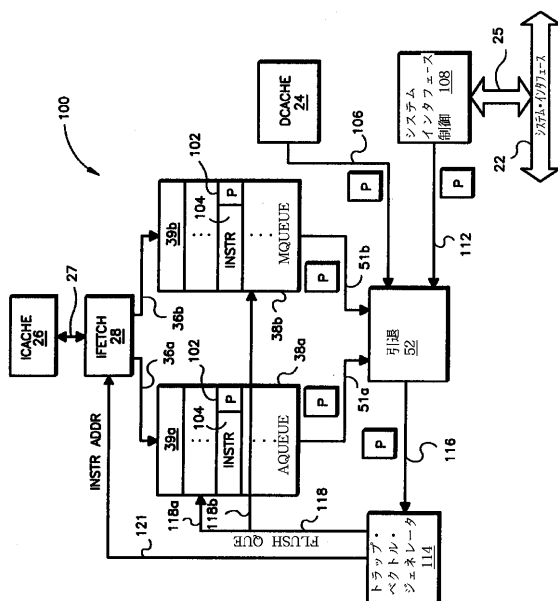 100
ICACHE
26
27
IFETCH
28
36a
36b
INSTR ADDR
121
39a
39b
102
102
104
104
INSTR
P
INSTR
P
AQUEUE
MQUEUE
38a
38b
118a
118b
118
FLUSH QUE
DCACHE
24
106
P
P
P
51a
51b
引退
52
システム
インタフェース
制御
108
P
112
25
22
システム・インタフェース
P
116
トラップ・
ベクトル・
ジェネレータ
114